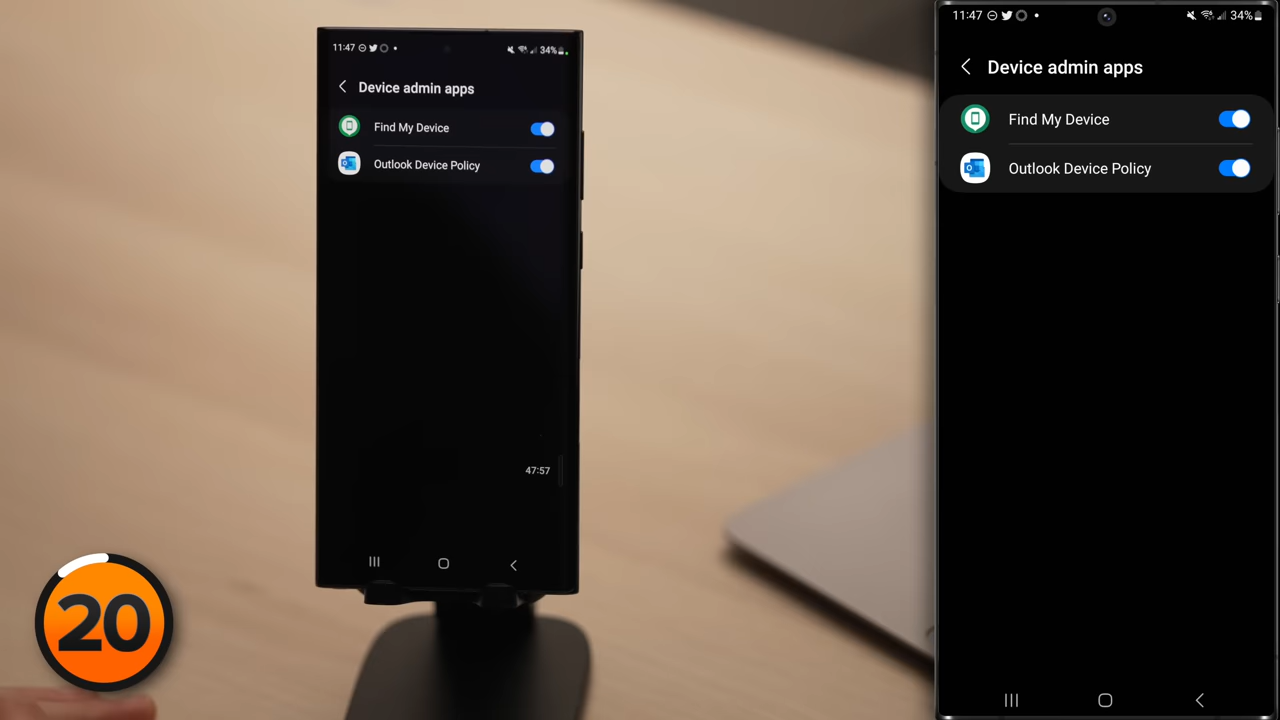 11:47
34%
Device admin apps
Find My Device
Outlook Device Policy
47:57
20
11:47
34%
Device admin apps
Find My Device
Outlook Device Policy